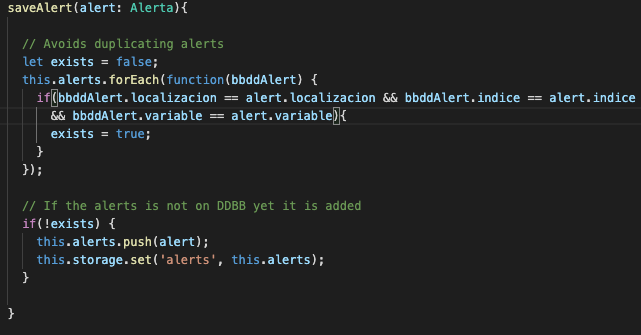 saveAlert(alert: Alerta){
// Avoids duplicating alerts
let exists = false;
this.alerts.forEach(function(bbddAlert) {
if(bbddAlert.localizacion == alert.localizacion && bbddAlert.indice == alert.indice
&& bbddAlert.variable == alert.variable){
exists = true;
}
});
// If the alerts is not on DDBB yet it is added
if(!exists) {
this.alerts.push(alert);
this.storage.set('alerts', this.alerts);
}
}